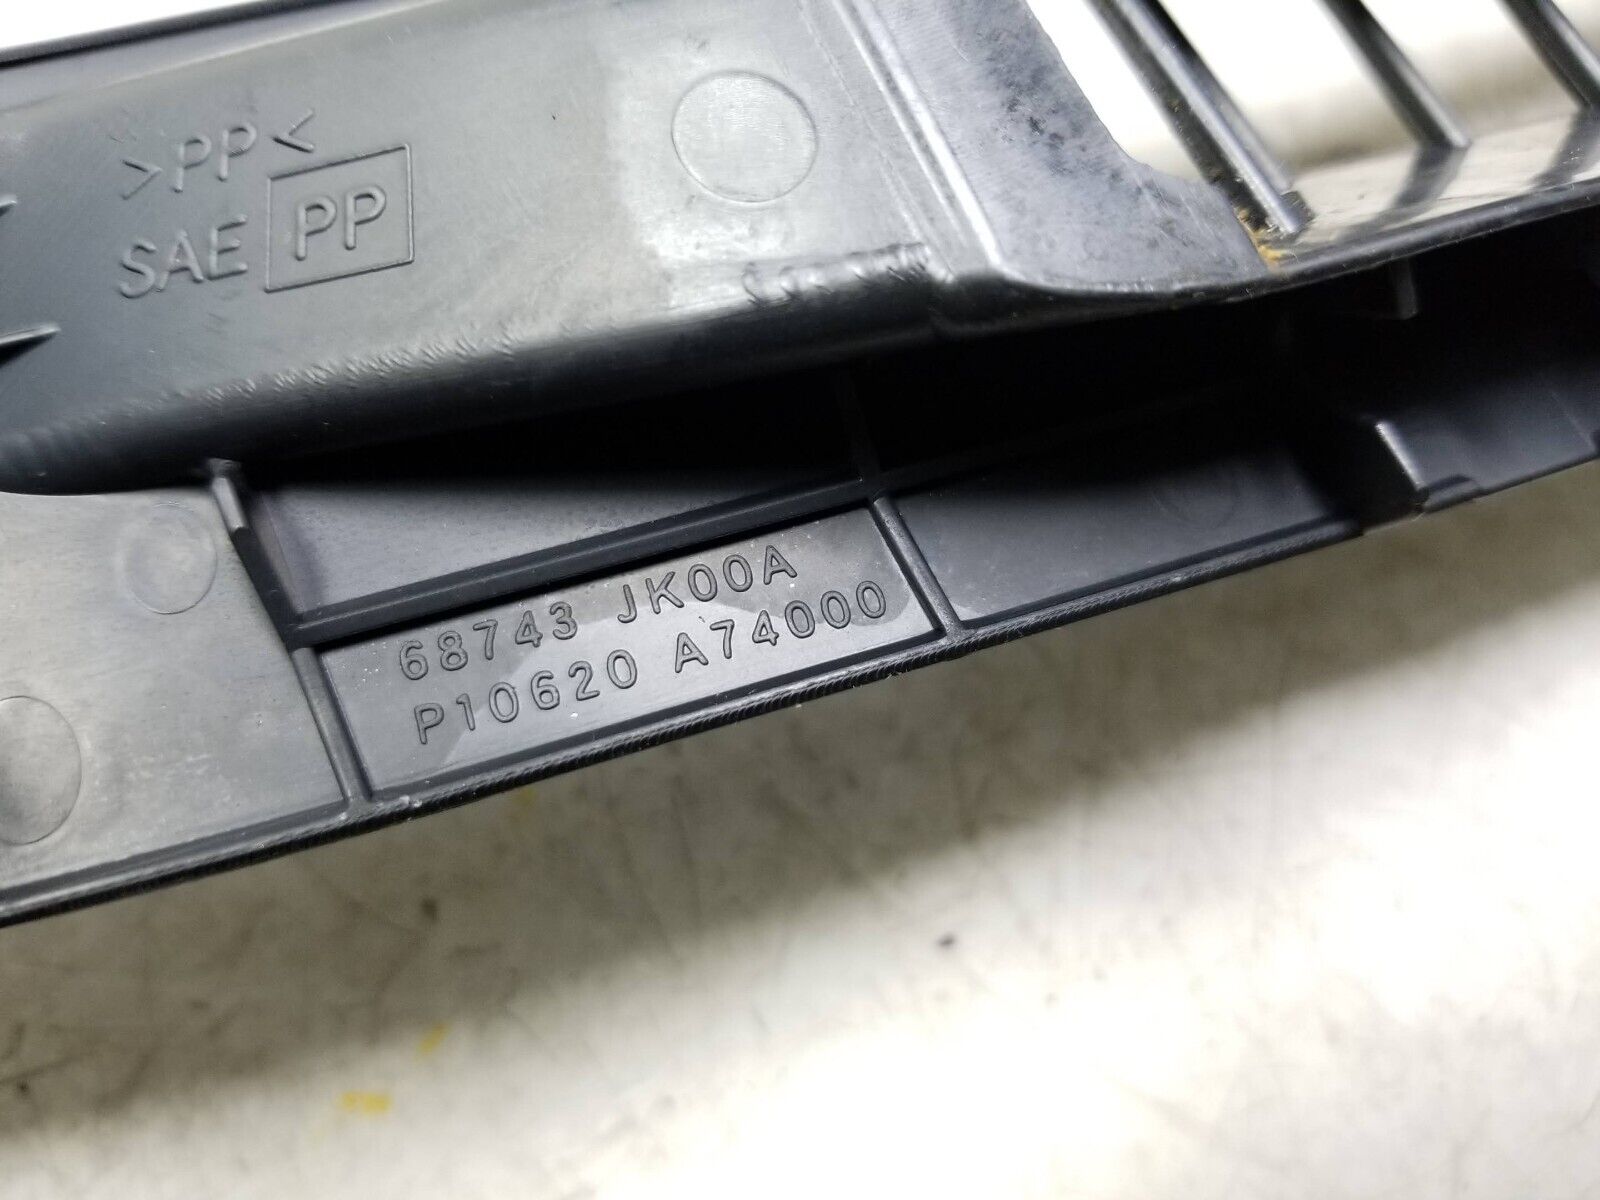 >PP<
SAE PP
68743 JK00A
P10620 A74000